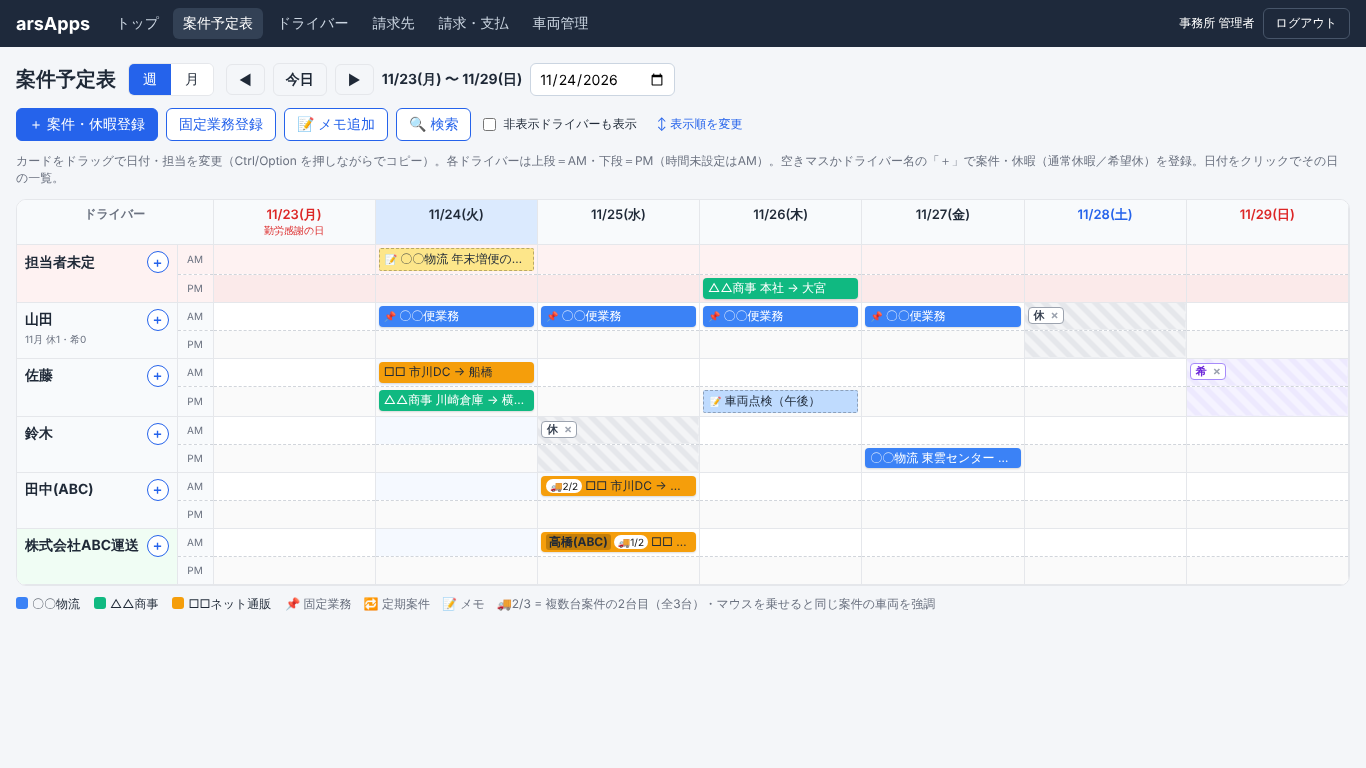 arsApps トップ 案件予定表 ドライバー 請求先 請求・支払 車両管理 事務所 管理者 ログアウト
案件予定表 週 月 ◀ 今日 ▶ 11/23(月) 〜 11/29(日) 11/24/2026
＋ 案件・休暇登録 固定業務登録 📝 メモ追加 🔍 検索 非表示ドライバーも表示 ↕ 表示順を変更
カードをドラッグで日付・担当を変更（Ctrl/Option を押しながらでコピー）。各ドライバーは上段＝AM・下段＝PM（時間未設定はAM）。空きマスかドライバー名の「＋」で案件・休暇（通常休暇／希望休）を登録。日付をクリックでその日
の一覧。
ドライバー 11/23(月) 11/24(火) 11/25(水) 11/26(木) 11/27(金) 11/28(土) 11/29(日)
勤労感謝の日
担当者未定 + AM 📝 〇〇物流 年末増便の…
PM △△商事 本社 → 大宮
山田 + AM 📌 〇〇便業務 📌 〇〇便業務 📌 〇〇便業務 📌 〇〇便業務 休 ×
11月 休1・希0 PM
佐藤 + AM □□ 市川DC → 船橋 希 ×
PM △△商事 川崎倉庫 → 横… 📝 車両点検（午後）
鈴木 + AM 休 ×
PM 〇〇物流 東雲センター …
田中(ABC) + AM 🚚2/2 □□ 市川DC → …
PM
株式会社ABC運送 + AM 高橋(ABC) 🚚1/2 □□ …
PM
〇〇物流 △△商事 □□ネット通販 📌 固定業務 🔁 定期案件 📝 メモ 🚚2/3 = 複数台案件の2台目（全3台）・マウスを乗せると同じ案件の車両を強調